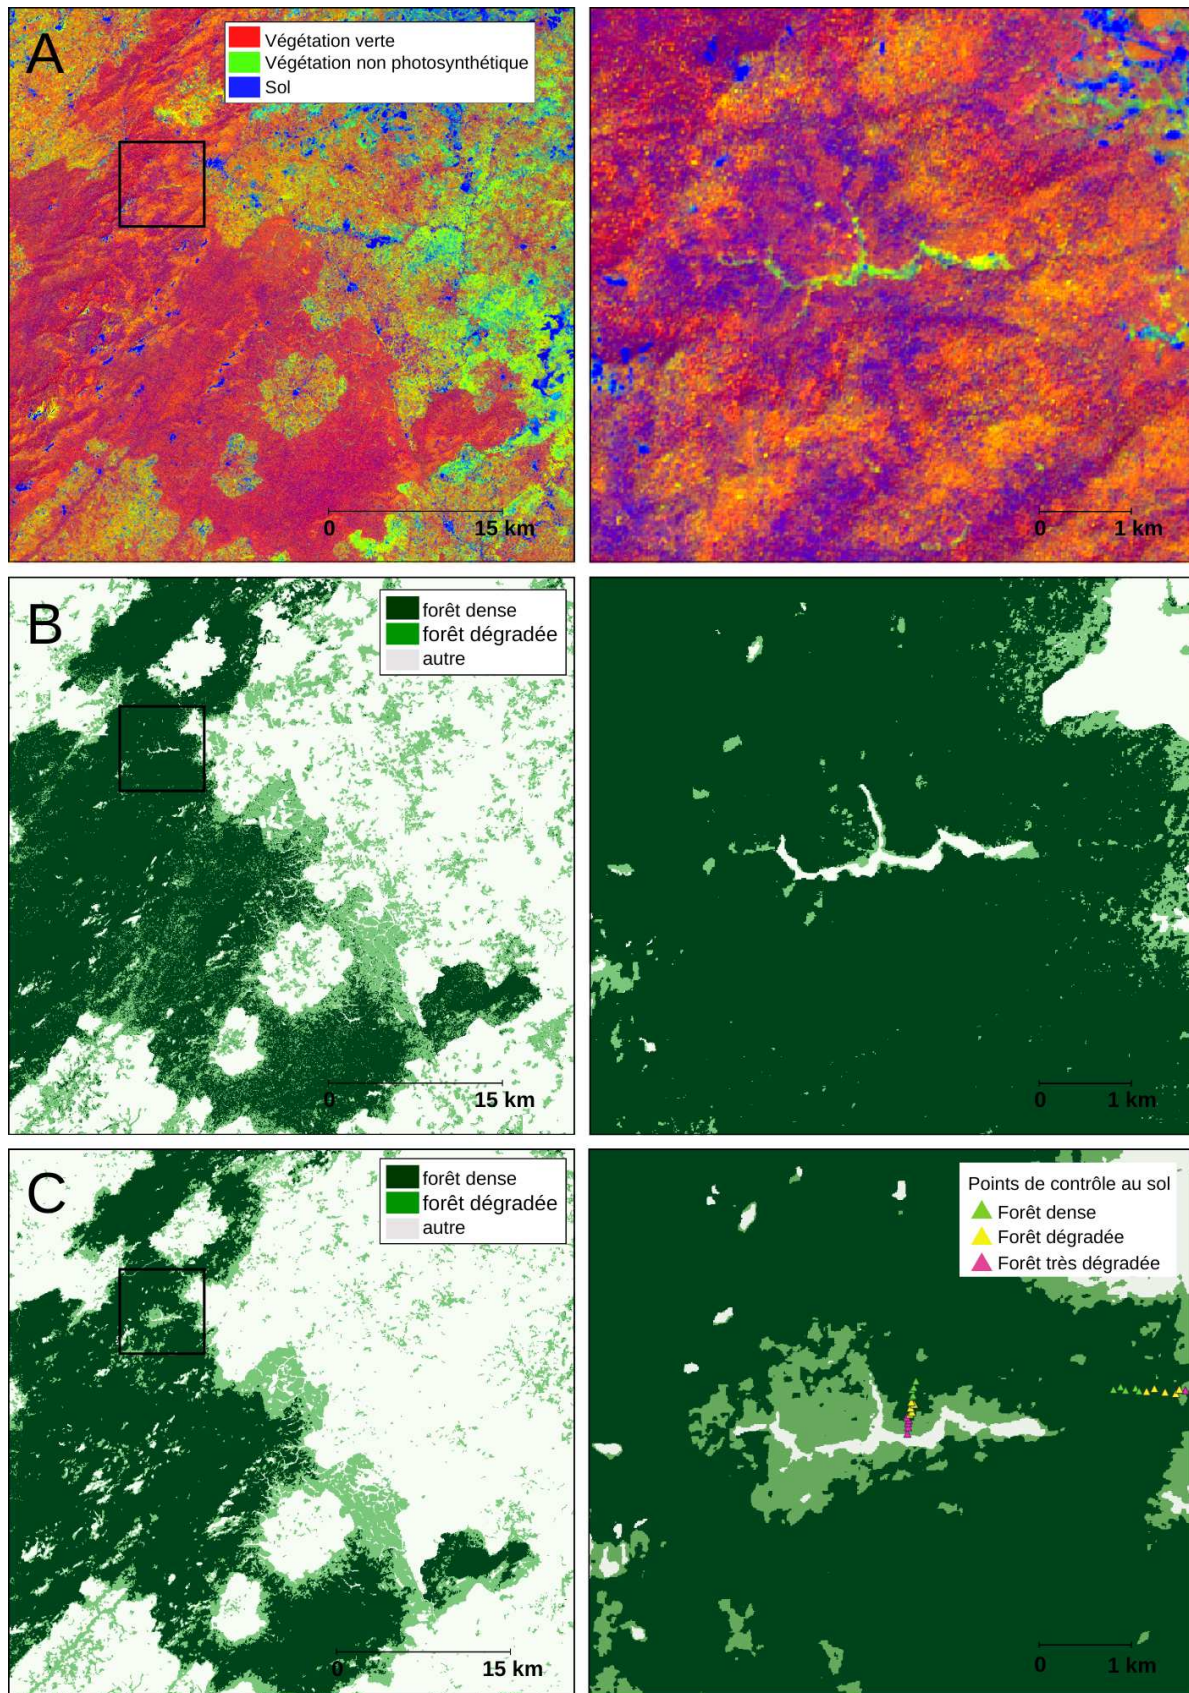 A
Végétation verte
Végétation non photosynthétique
Sol
0 15 km
0 1 km
B
forêt dense
forêt dégradée
autre
0 15 km
0 1 km
C
forêt dense
forêt dégradée
autre
0 15 km
Points de contrôle au sol
Forêt dense
Forêt dégradée
Forêt très dégradée
0 1 km